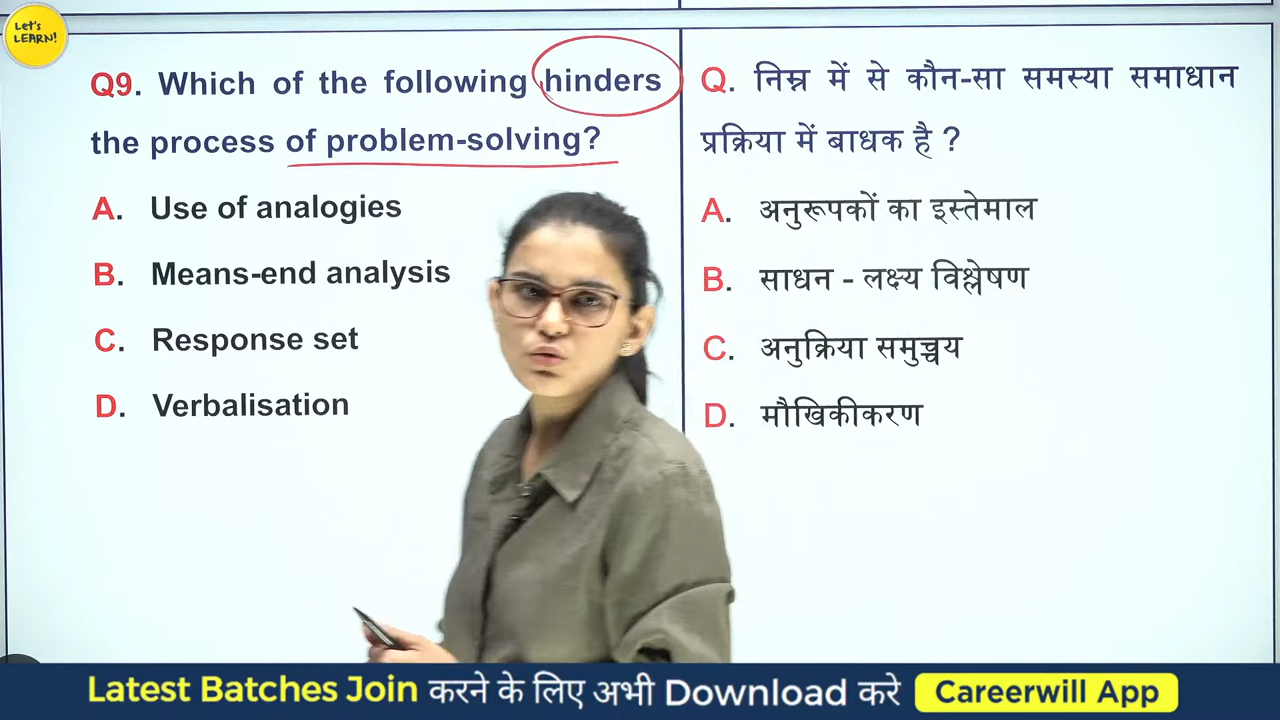 Let's
LEARN!
Q9. Which of the following hinders
the process of problem-solving?
A. Use of analogies
B. Means-end analysis
C. Response set
D. Verbalisation
Q. निम्न में से कौन-सा समस्या समाधान
प्रक्रिया में बाधक है ?
A. अनुरूपकों का इस्तेमाल
B. साधन - लक्ष्य विश्लेषण
C. अनुक्रिया समुच्चय
D. मौखिकीकरण
Latest Batches Join करने के लिए अभी Download करे Careerwill App